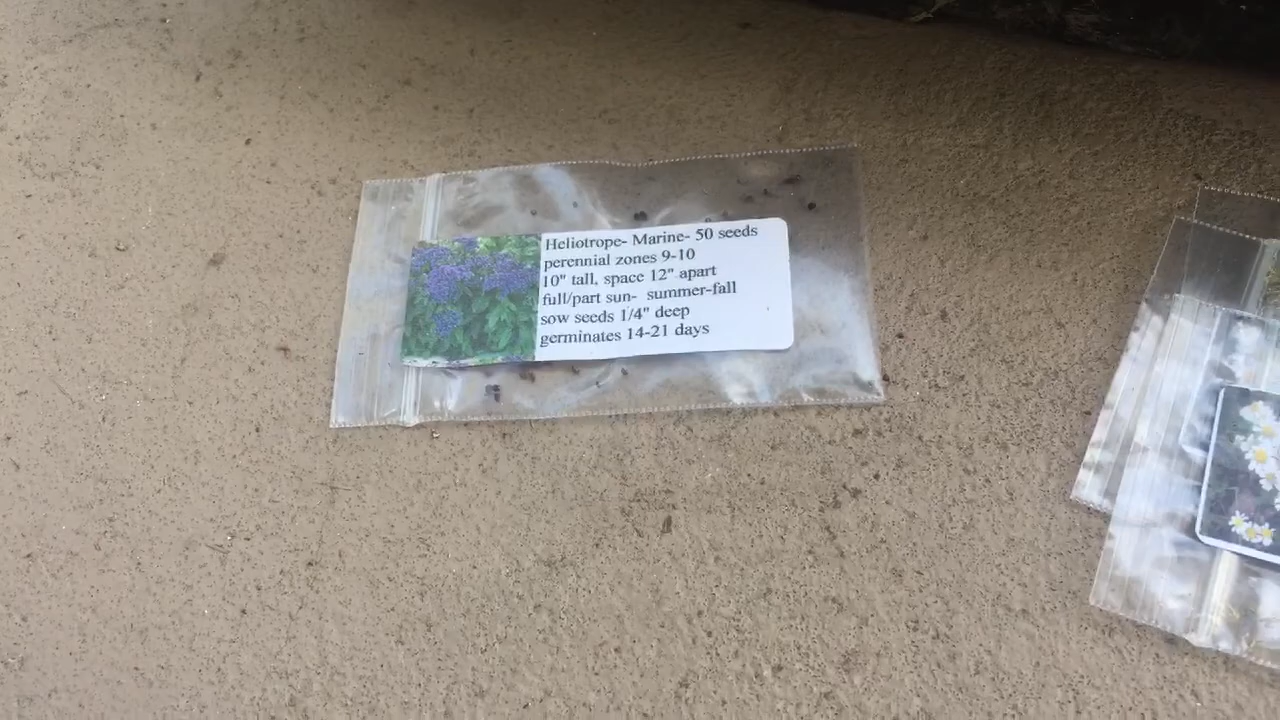 Heliotrope- Marine- 50 seeds
perennial zones 9-10
10" tall, space 12" apart
full/part sun- summer-fall
sow seeds 1/4" deep
germinates 14-21 days